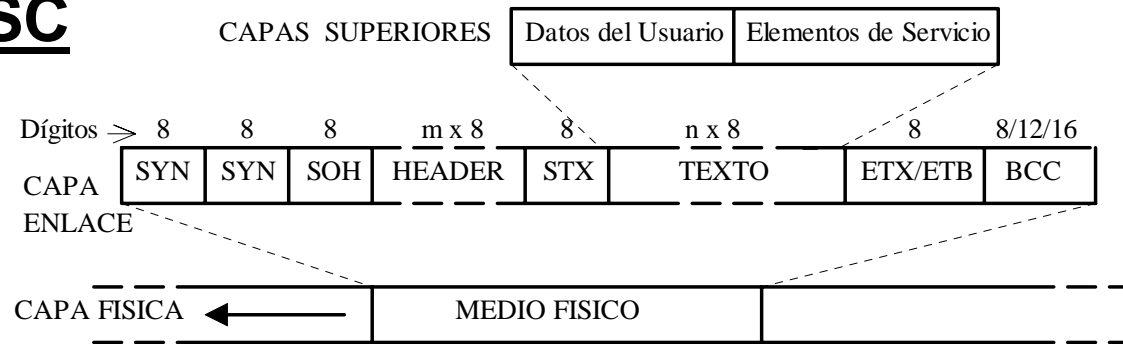 SC
CAPAS SUPERIORES Datos del Usuario Elementos de Servicio
Dígitos 8 8 8 m x 8 8 n x 8 8 8/12/16
SYN SYN SOH HEADER STX TEXTO ETX/ETB BCC
CAPA
ENLACE
CAPA FISICA MEDIO FISICO